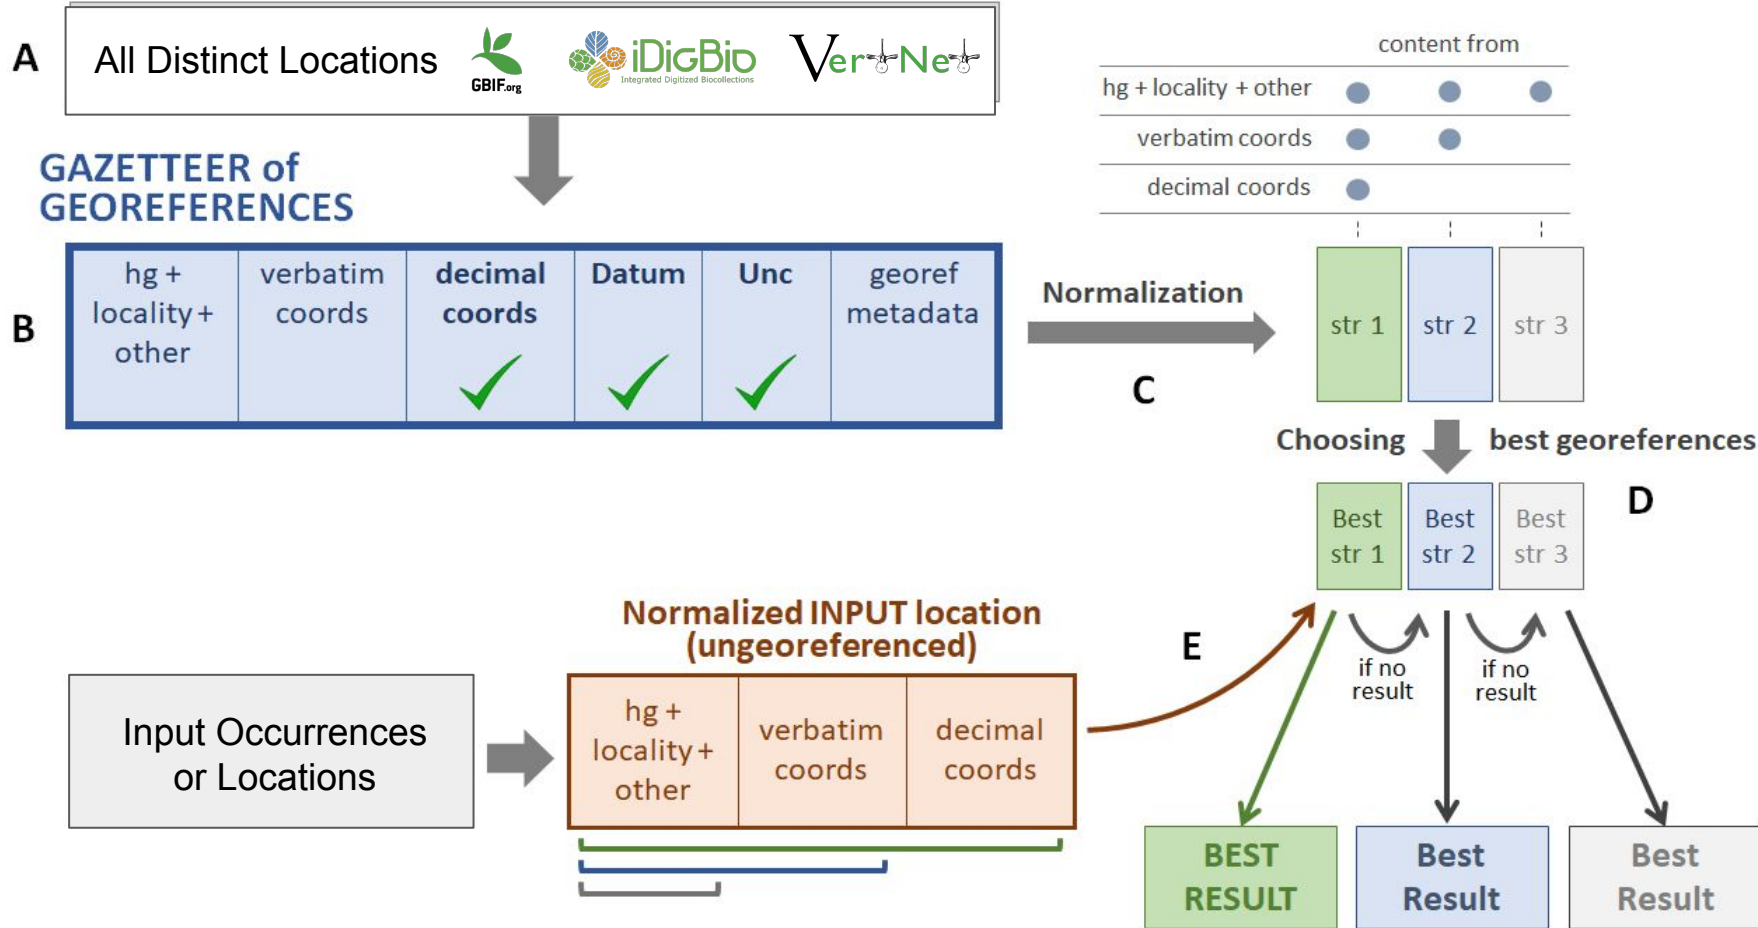 A
All Distinct Locations
GBIF.org
iDigBio
Integrated Digitized Biocollections
VertNet
content from
hg + locality + other
verbatim coords
decimal coords
GAZETTEER of
GEOREFERENCES
B
hg +
locality +
other
verbatim
coords
decimal
coords
Datum
Unc
georef
metadata
Normalization
C
str 1
str 2
str 3
Choosing
best georeferences
D
Best
str 1
Best
str 2
Best
str 3
Normalized INPUT location
(ungeoreferenced)
E
if no
result
if no
result
Input Occurrences
or Locations
hg +
locality +
other
verbatim
coords
decimal
coords
BEST
RESULT
Best
Result
Best
Result